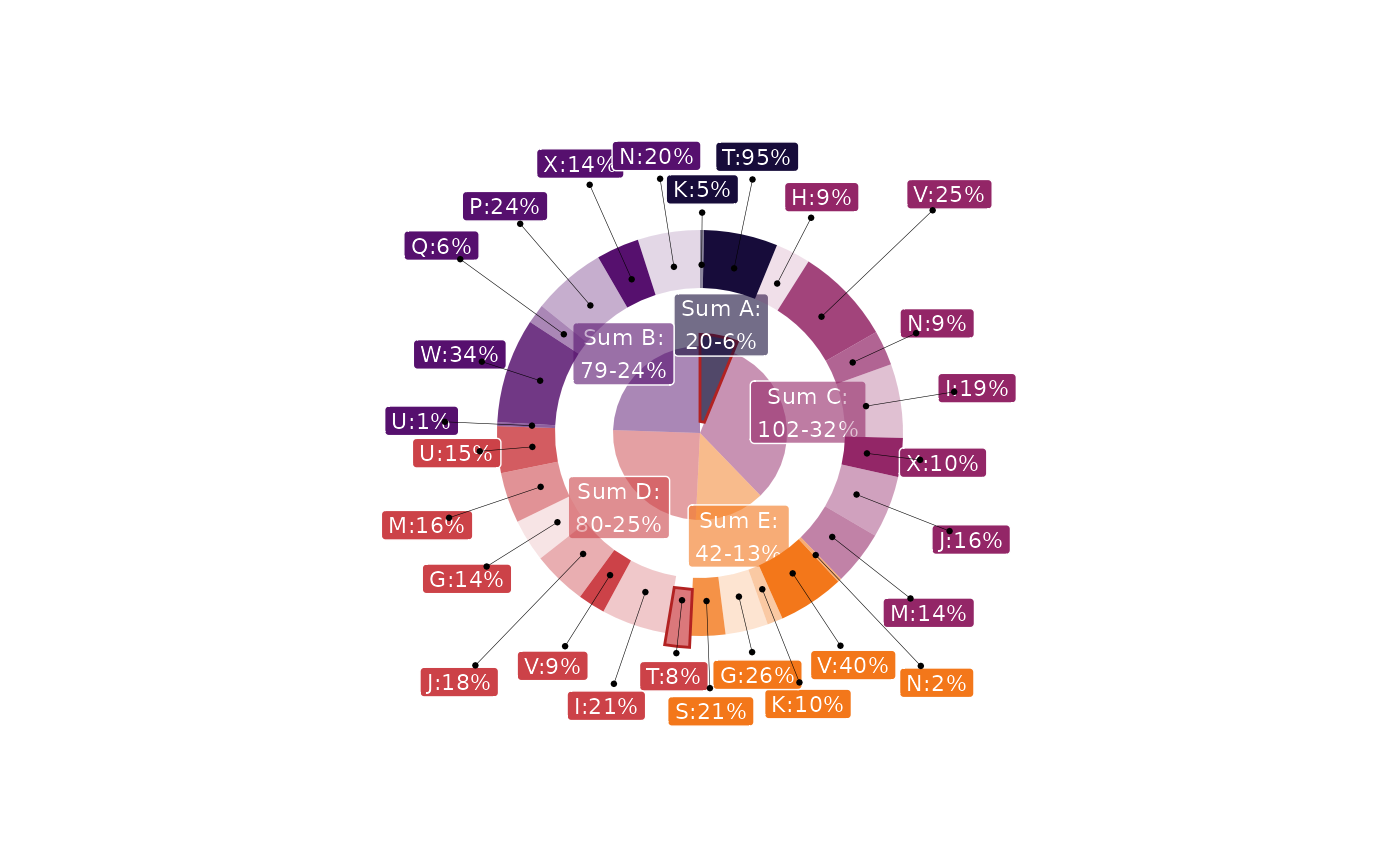 N:20%
T:95%
X:14%
K:5%
V:25%
H:9%
P:24%
Q:6%
Sum A:
20-6%
N:9%
Sum B:
79-24%
W:34%
I:19%
Sum C:
102-32%
U:1%
U:15%
X:10%
Sum D:
80-25%
M:16%
Sum E:
42-13%
J:16%
G:14%
M:14%
V:9%
V:40%
T:8%
G:26%
J:18%
N:2%
I:21%
K:10%
S:21%